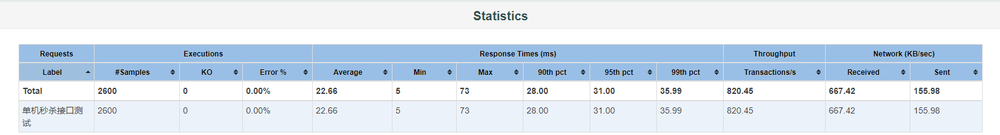 Statistics
Requests Executions Response Times (ms) Throughput Network (KB/sec)
Label #Samples KO Error % Average Min Max 90th pct 95th pct 99th pct Transactions/s Received Sent
Total 2600 0 0.00% 22.66 5 73 28.00 31.00 35.99 820.45 667.42 155.98
单机秒杀接口测 2600 0 0.00% 22.66 5 73 28.00 31.00 35.99 820.45 667.42 155.98
试